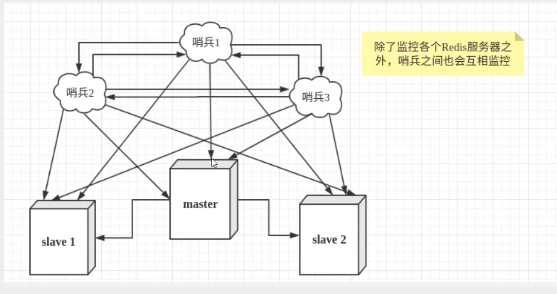 哨兵1
除了监控各个Redis服务器之
外，哨兵之间也会互相监控
哨兵2
哨兵3
master
slave 1
slave 2